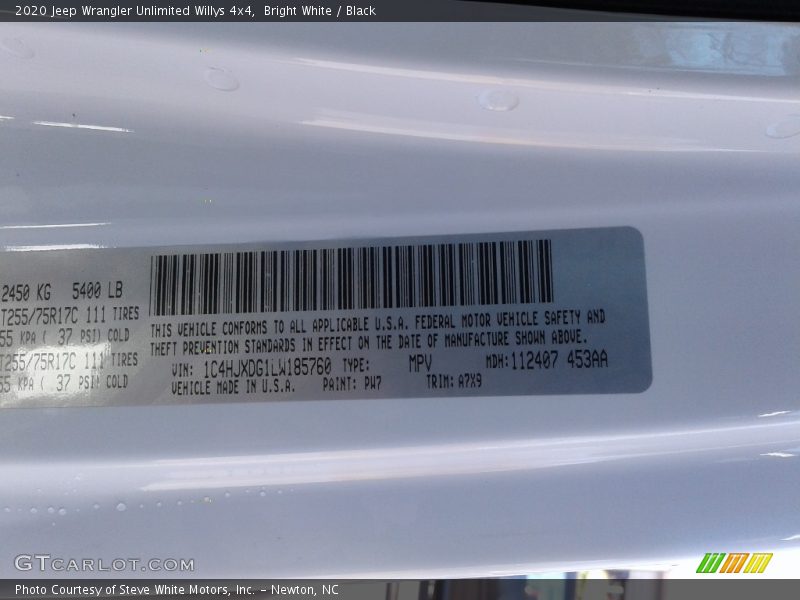 2020 Jeep Wrangler Unlimited Willys 4x4,  Bright White / Black
2450 KG  5400 LB
T255/75R17C 111 TIRES
55 KPA ( 37 PSI) COLD
T255/75R17C 111 TIRES
55 KPA ( 37 PSI) COLD
THIS VEHICLE CONFORMS TO ALL APPLICABLE U.S.A. FEDERAL MOTOR VEHICLE SAFETY AND
THEFT PREVENTION STANDARDS IN EFFECT ON THE DATE OF MANUFACTURE SHOWN ABOVE.
VIN: 1C4HJXDG1LW185760 TYPE: MPV MDH:112407 453AA
VEHICLE MADE IN U.S.A. PAINT: PW7 TRIM: A7X9
GTCARLOT.COM
Photo Courtesy of Steve White Motors, Inc. – Newton, NC